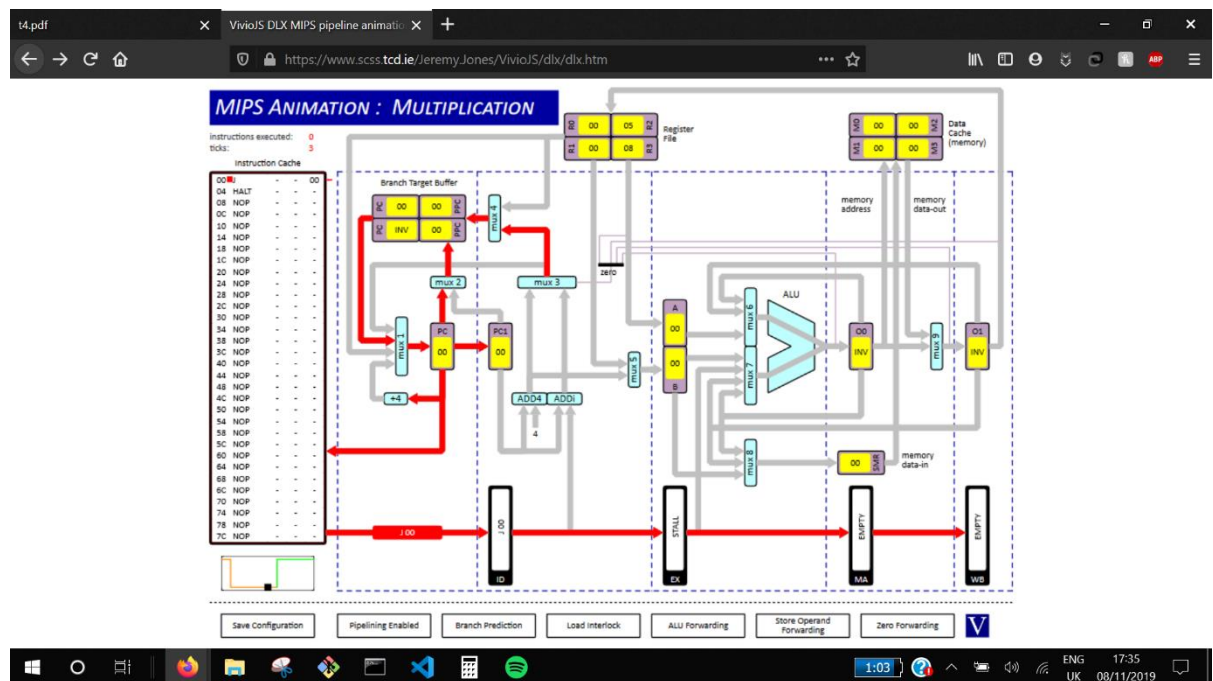 t4.pdf
VivioJS DLX MIPS pipeline animatio
https://www.scss.tcd.ie/JeremyJones/VivioJS/dlx/dlx.htm
ABP
MIPS ANIMATION : MULTIPLICATION
instructions executed: 0
ticks: 3
Instruction Cache
00 J - - 00
04 HALT - - -
08 NOP - - -
0C NOP - - -
10 NOP - - -
14 NOP - - -
18 NOP - - -
1C NOP - - -
20 NOP - - -
24 NOP - - -
28 NOP - - -
2C NOP - - -
30 NOP - - -
34 NOP - - -
38 NOP - - -
3C NOP - - -
40 NOP - - -
44 NOP - - -
48 NOP - - -
4C NOP - - -
50 NOP - - -
54 NOP - - -
58 NOP - - -
5C NOP - - -
60 NOP - - -
64 NOP - - -
68 NOP - - -
6C NOP - - -
70 NOP - - -
74 NOP - - -
78 NOP - - -
7C NOP - - -
R0 00 05 R2
R1 00 08 R3
Register
File
M0 00 00 M2
M1 00 00 M3
Data
Cache
(memory)
Branch Target Buffer
PC 00 00 PPC
PC INV 00 PPC
mux 4
memory
address
memory
data-out
zero
mux 2
mux 3
mux 1
PC
00
PC1
00
+4
ADD4
ADDi
4
mux 5
A
00
00
B
mux 6
mux 7
ALU
O0
INV
mux 9
O1
INV
mux 8
00 SMR
memory
data-in
J 00
J 00
ID
STALL
EX
EMPTY
MA
EMPTY
WB
Save Configuration
Pipelining Enabled
Branch Prediction
Load Interlock
ALU Forwarding
Store Operand
Forwarding
Zero Forwarding
V
1:03
ENG
UK
17:35
08/11/2019